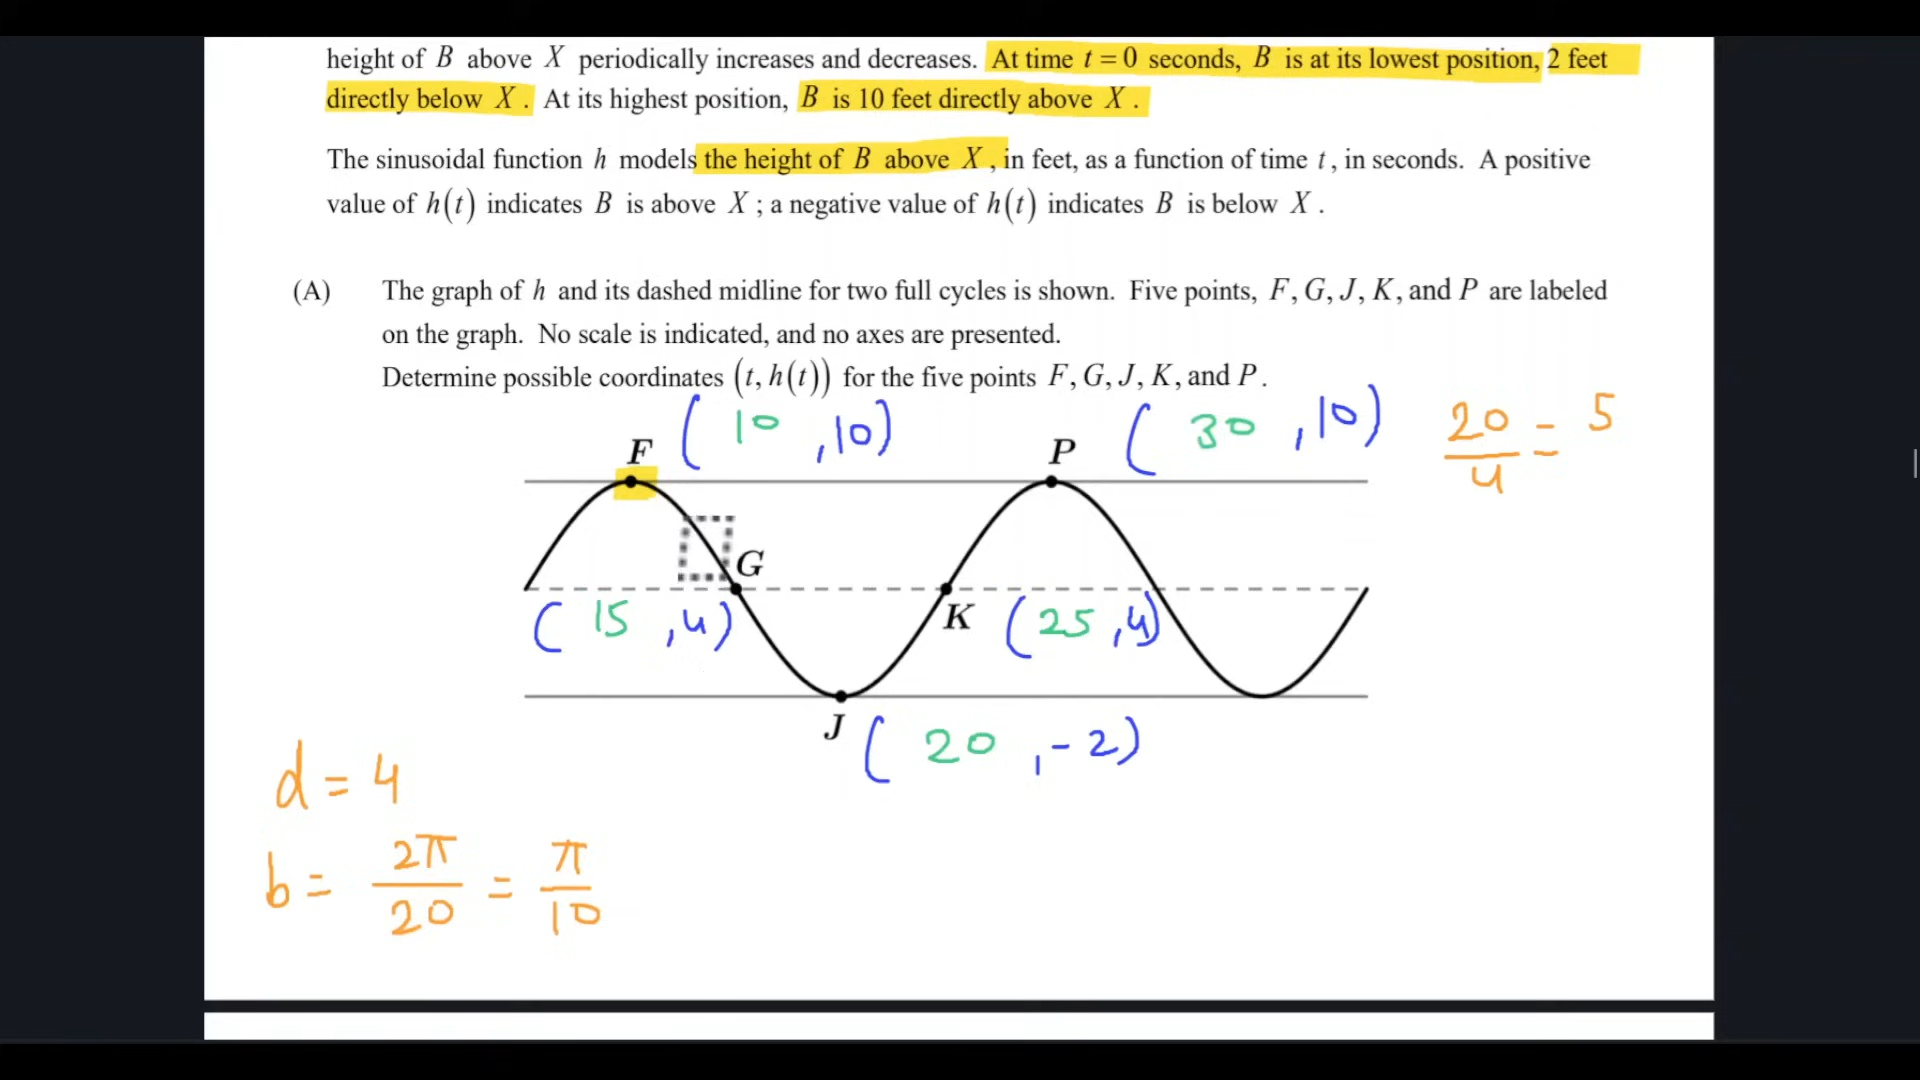 height of B above X periodically increases and decreases. At time t = 0 seconds, B is at its lowest position, 2 feet
directly below X. At its highest position, B is 10 feet directly above X.
The sinusoidal function h models the height of B above X, in feet, as a function of time t, in seconds. A positive
value of h(t) indicates B is above X; a negative value of h(t) indicates B is below X.
(A) The graph of h and its dashed midline for two full cycles is shown. Five points, F, G, J, K, and P are labeled
on the graph. No scale is indicated, and no axes are presented.
Determine possible coordinates (t, h(t)) for the five points F, G, J, K, and P.
F (10, 10)
P (30, 10)
20/4 = 5
G
(15, 4)
K (25, 4)
J (20, -2)
d = 4
b = 2π/20 = π/10